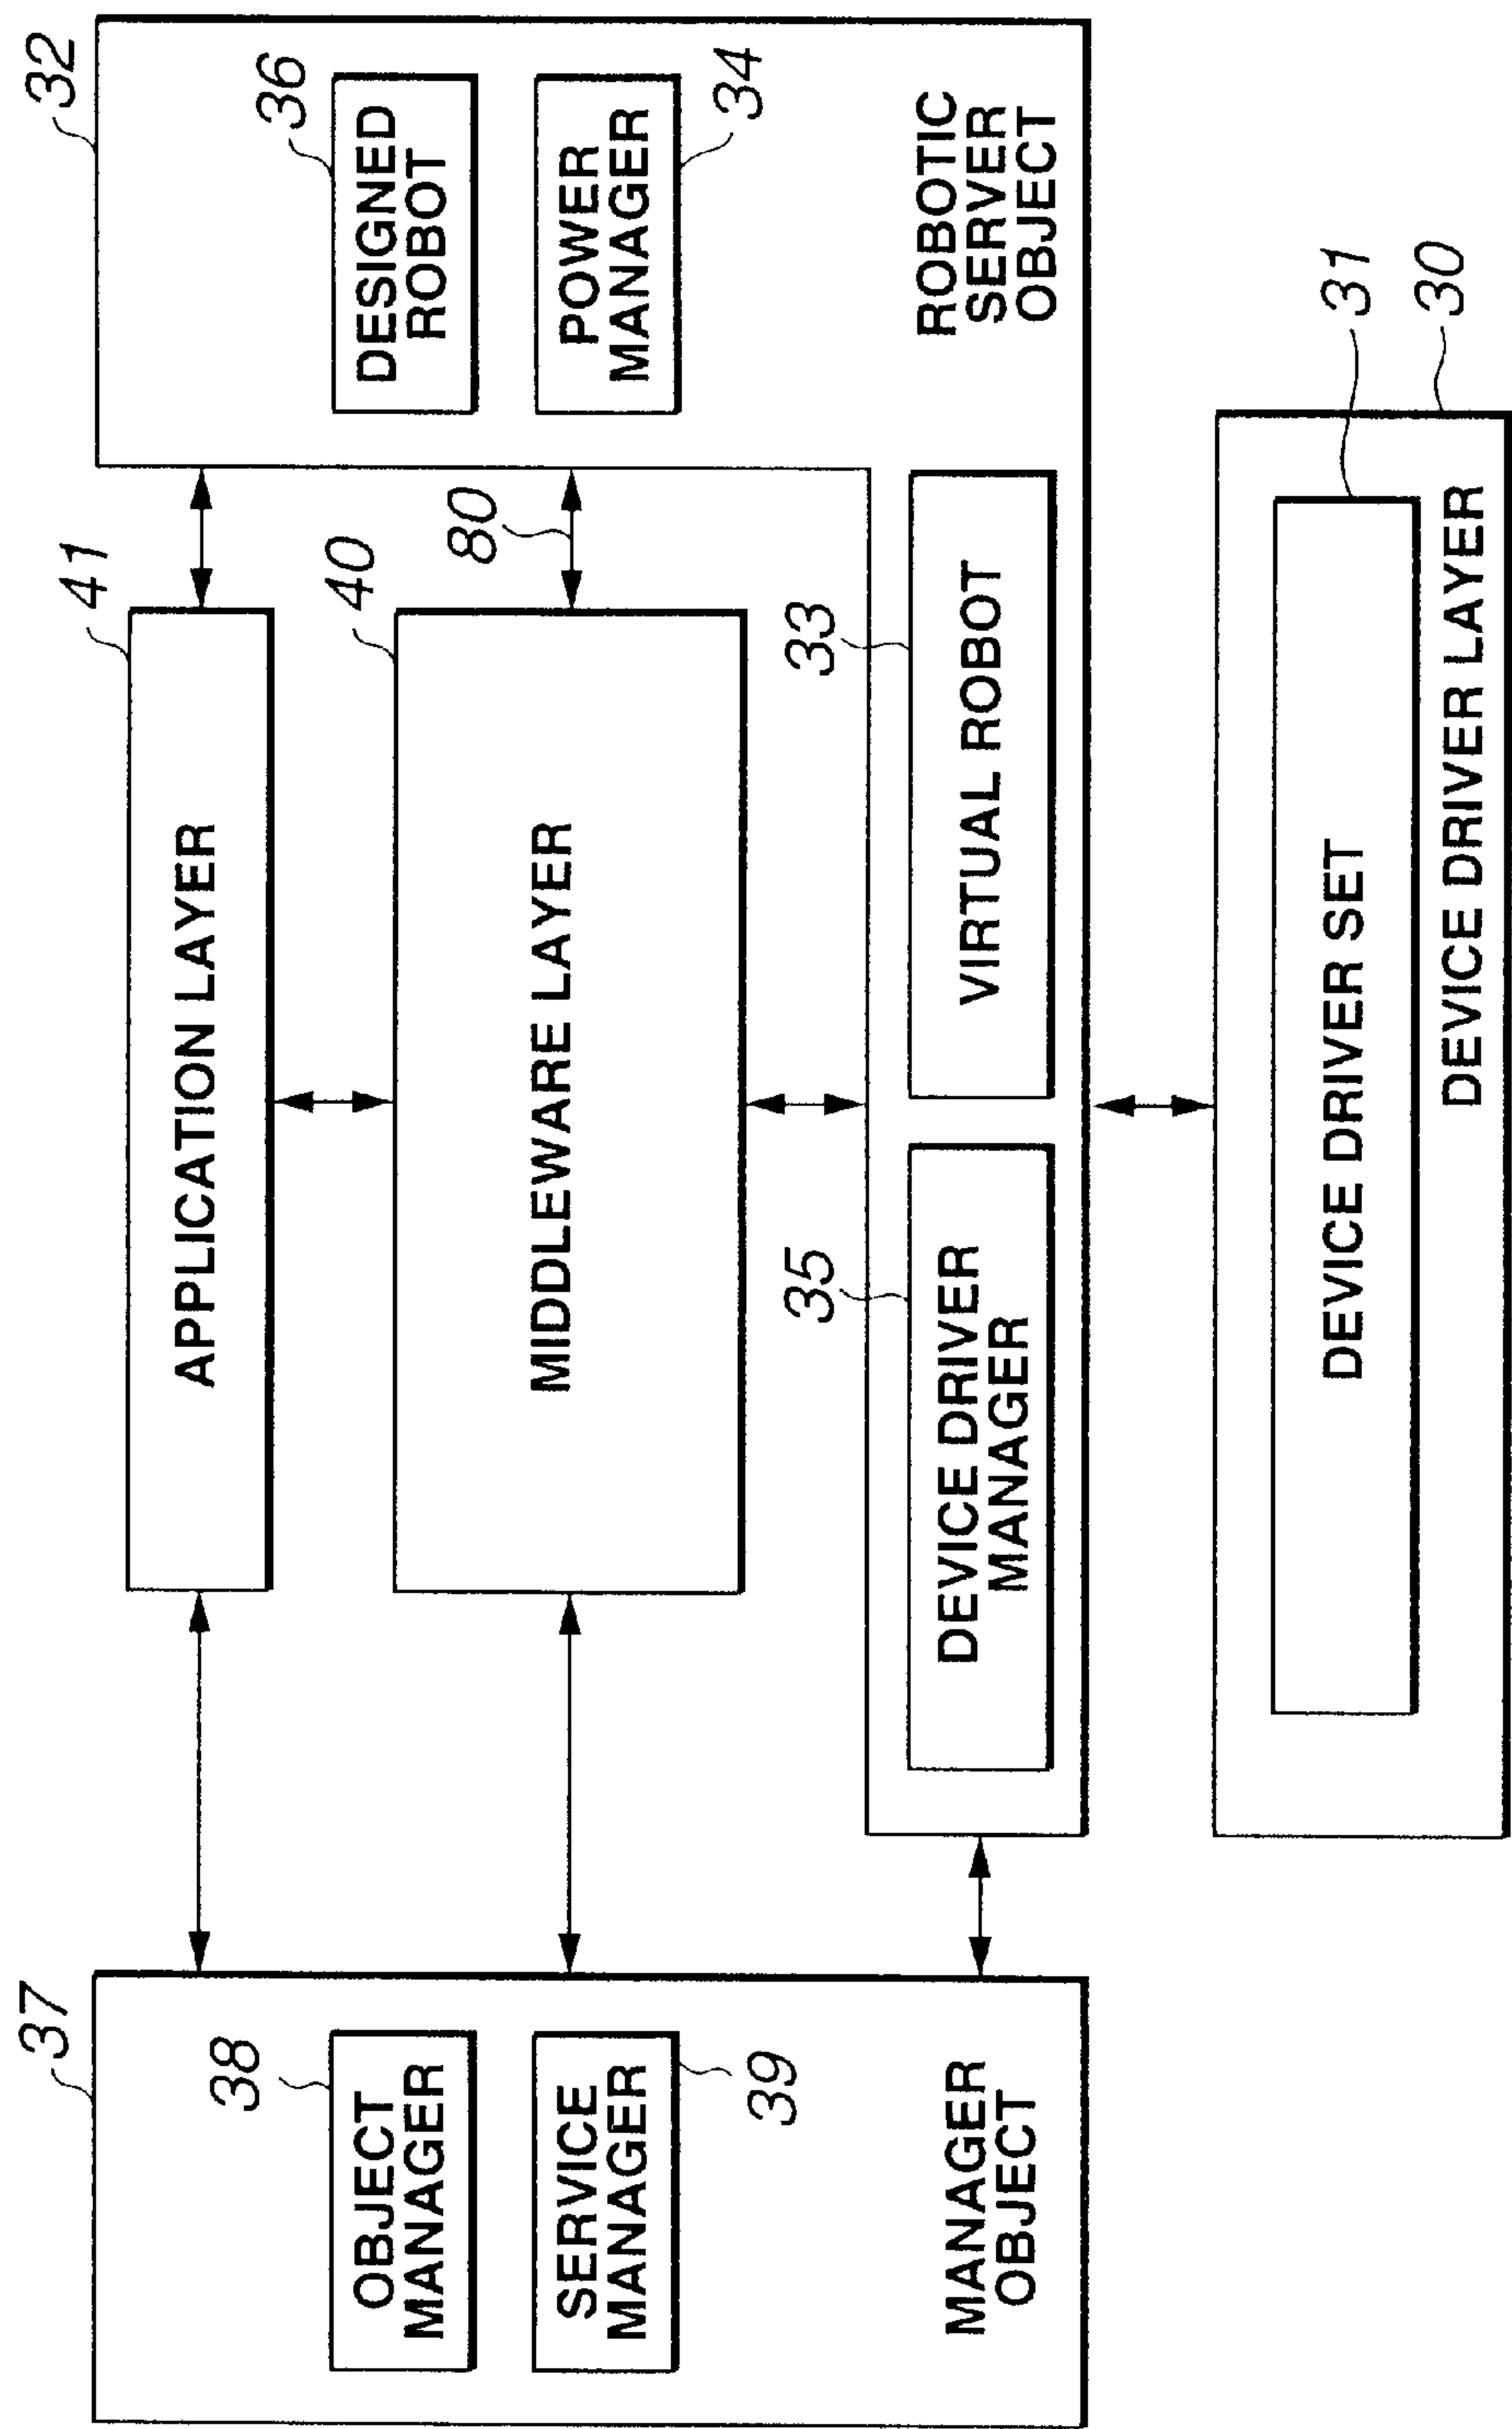 37
38
OBJECT
MANAGER
SERVICE
MANAGER
39
MANAGER
OBJECT
41
APPLICATION LAYER
40
MIDDLEWARE LAYER
80
32
36
DESIGNED
ROBOT
POWER
MANAGER
34
ROBOTIC
SERVER
OBJECT
35
DEVICE DRIVER
MANAGER
33
VIRTUAL ROBOT
DEVICE DRIVER SET
31
DEVICE DRIVER LAYER
30